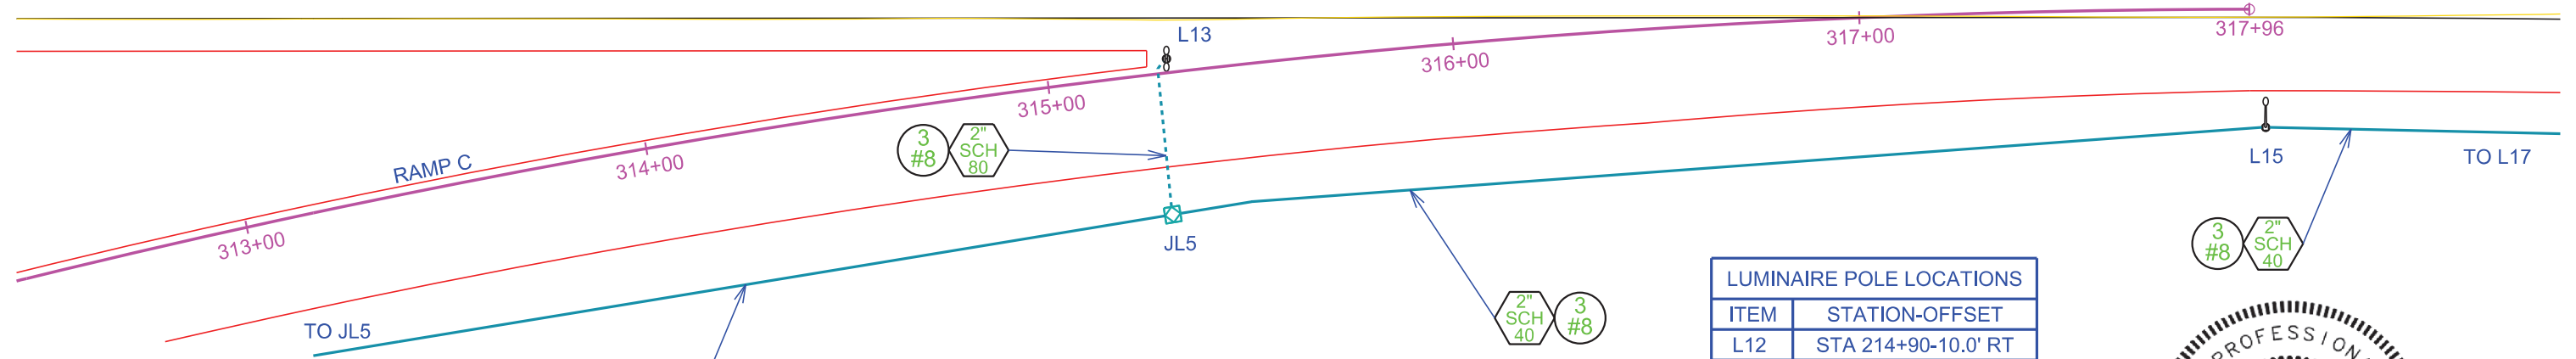 L13
317+96
317+00
316+00
315+00
3
#8
2"
SCH
80
314+00
RAMP C
313+00
L15
TO L17
JL5
3
#8
2"
SCH
40
LUMINAIRE POLE LOCATIONS
ITEM STATION-OFFSET
L12 STA 214+90-10.0' RT
2"
SCH
40
3
#8
TO JL5
PROFESSION